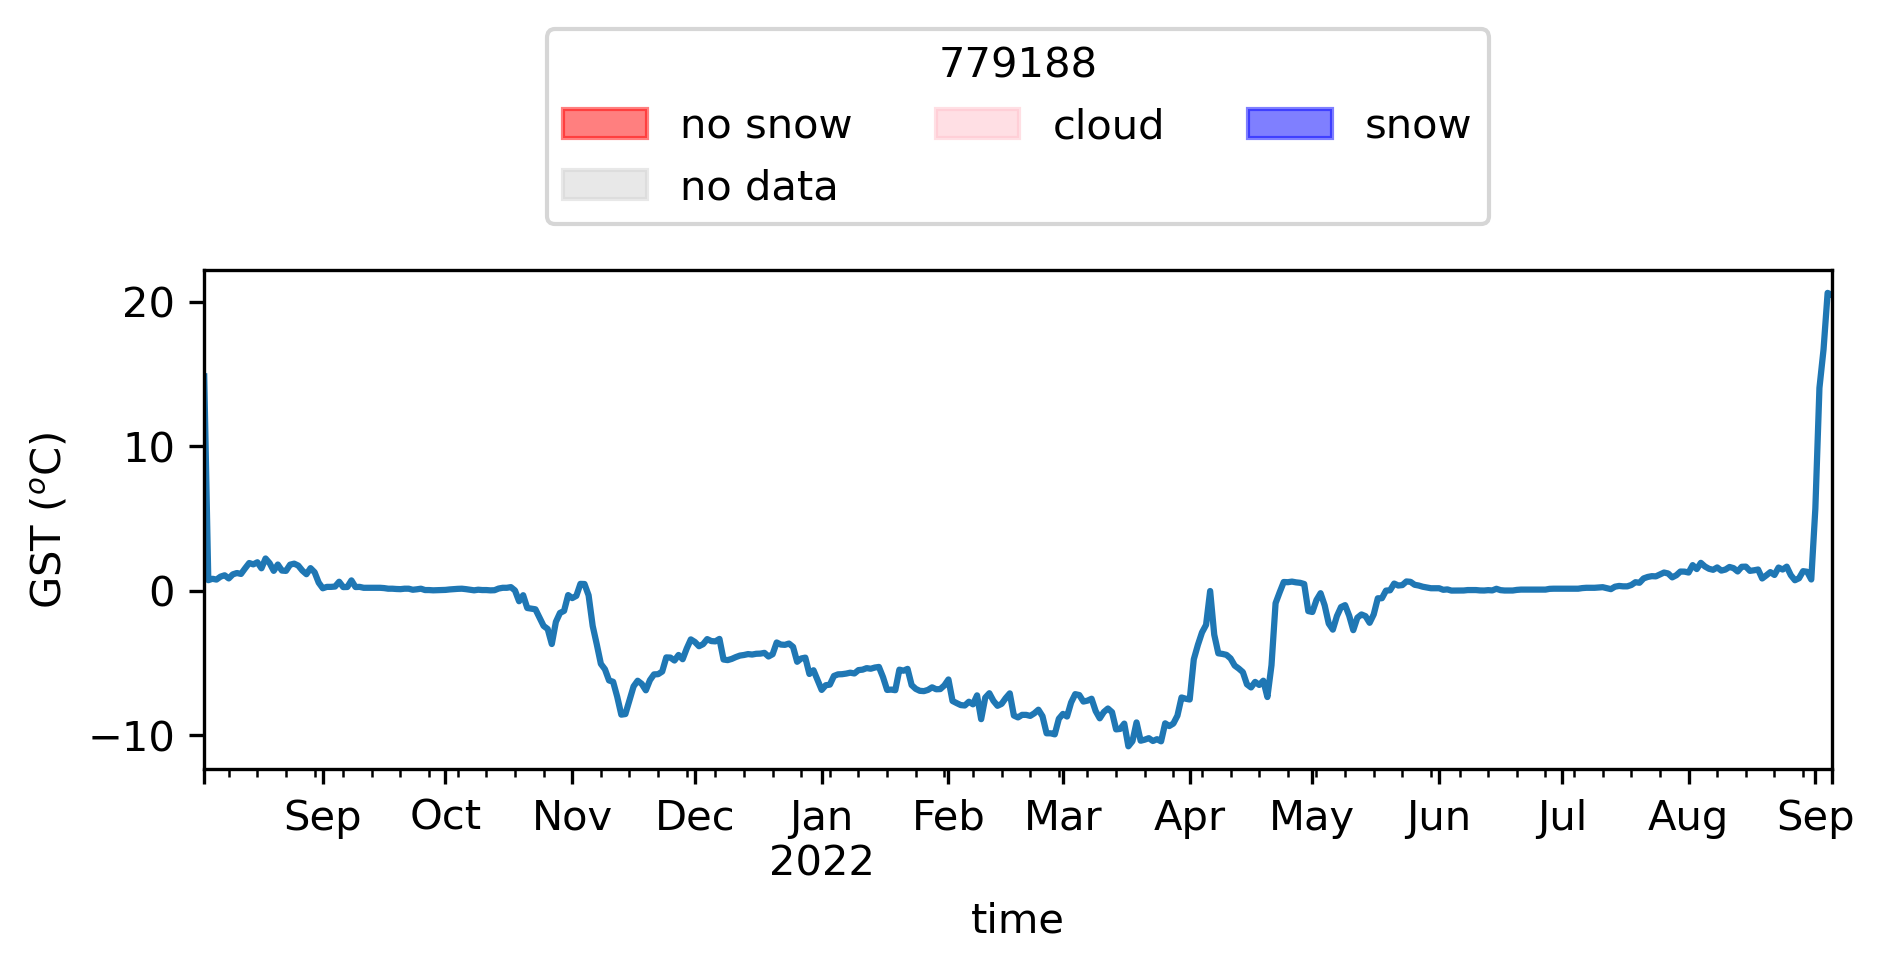 779188
no snow cloud snow
no data
20
10
0
−10
GST (°C)
Sep Oct Nov Dec Jan Feb Mar Apr May Jun Jul Aug Sep
2022
time